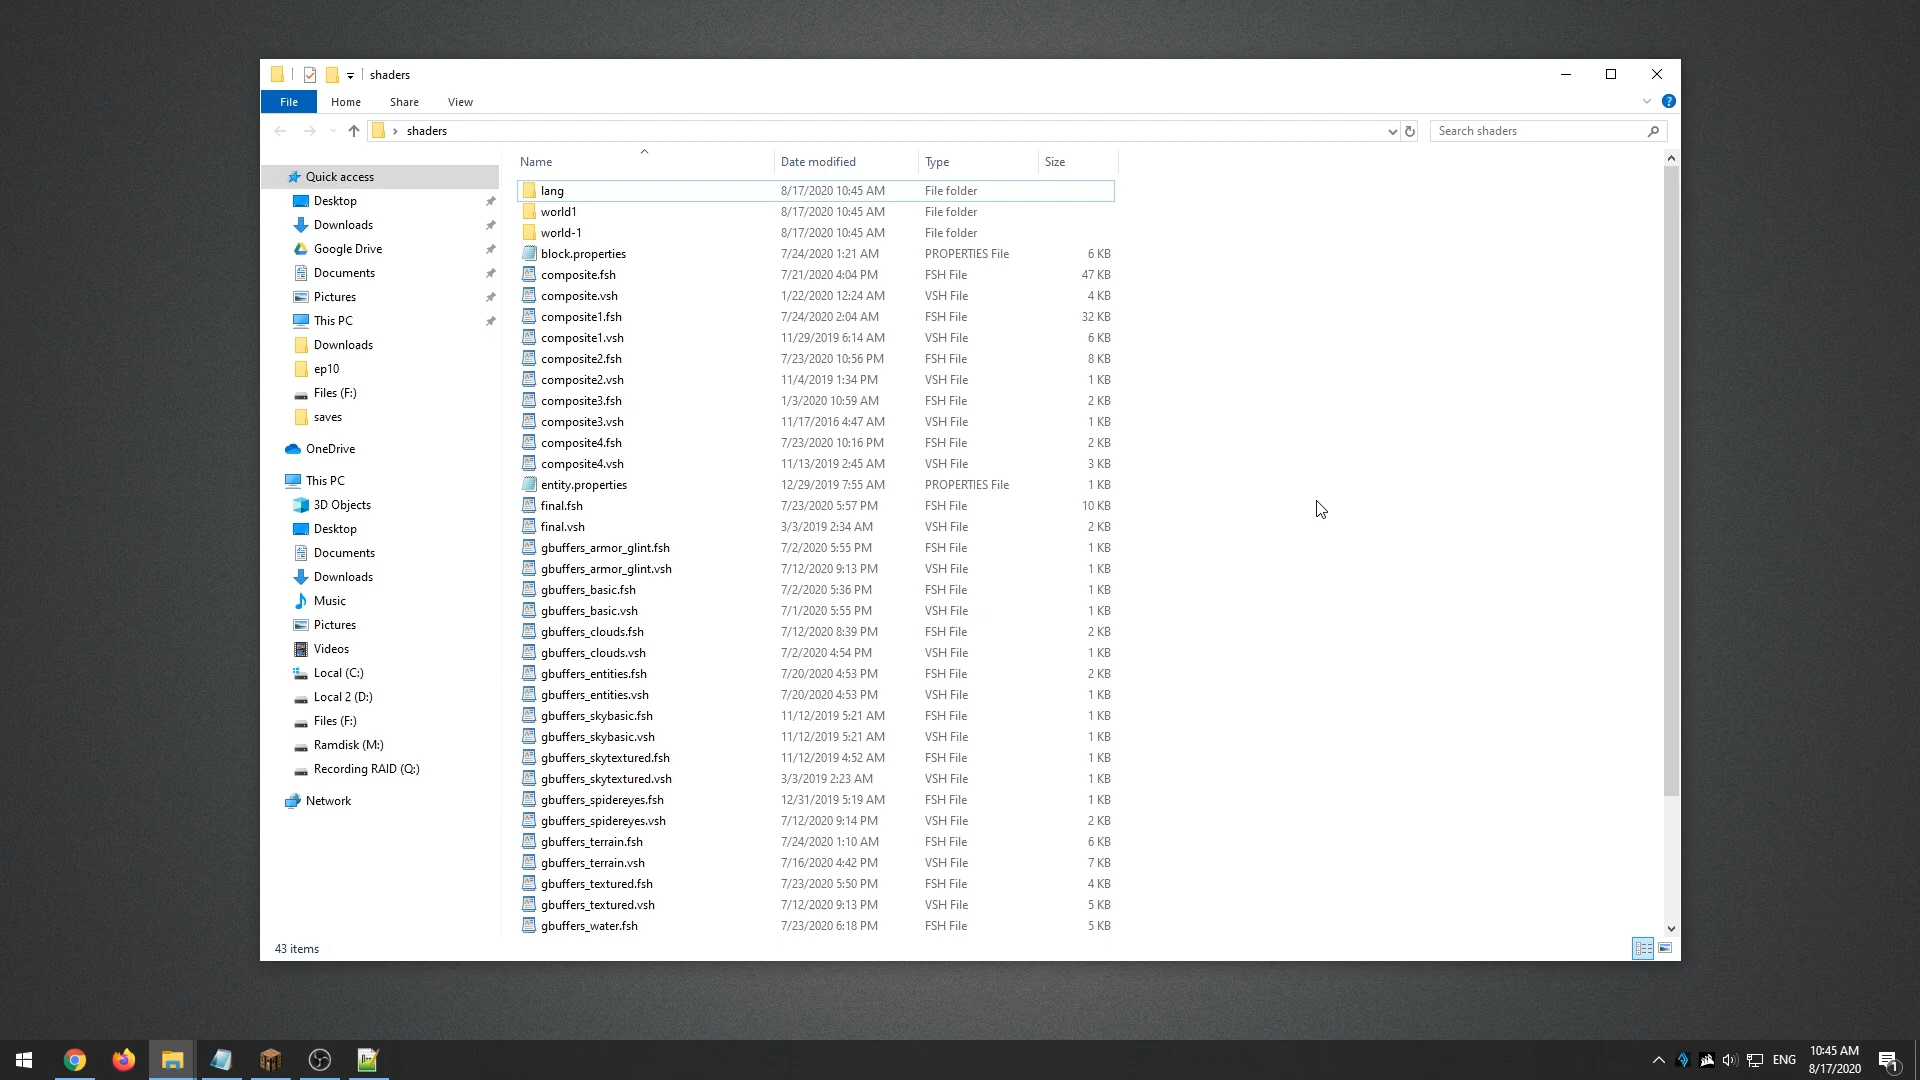 shaders
File Home Share View
shaders
Search shaders
Name Date modified Type Size
Quick access
Desktop
Downloads
Google Drive
Documents
Pictures
This PC
Downloads
ep10
Files (F:)
saves
OneDrive
This PC
3D Objects
Desktop
Documents
Downloads
Music
Pictures
Videos
Local (C:)
Local 2 (D:)
Files (F:)
Ramdisk (M:)
Recording RAID (Q:)
Network
lang 8/17/2020 10:45 AM File folder
world1 8/17/2020 10:45 AM File folder
world-1 8/17/2020 10:45 AM File folder
block.properties 7/24/2020 1:21 AM PROPERTIES File 6 KB
composite.fsh 7/21/2020 4:04 PM FSH File 47 KB
composite.vsh 1/22/2020 12:24 AM VSH File 4 KB
composite1.fsh 7/24/2020 2:04 AM FSH File 32 KB
composite1.vsh 11/29/2019 6:14 AM VSH File 6 KB
composite2.fsh 7/23/2020 10:56 PM FSH File 8 KB
composite2.vsh 11/4/2019 1:34 PM VSH File 1 KB
composite3.fsh 1/3/2020 10:59 AM FSH File 2 KB
composite3.vsh 11/17/2016 4:47 AM VSH File 1 KB
composite4.fsh 7/23/2020 10:16 PM FSH File 2 KB
composite4.vsh 11/13/2019 2:45 AM VSH File 3 KB
entity.properties 12/29/2019 7:55 AM PROPERTIES File 1 KB
final.fsh 7/23/2020 5:57 PM FSH File 10 KB
final.vsh 3/3/2019 2:34 AM VSH File 2 KB
gbuffers_armor_glint.fsh 7/2/2020 5:55 PM FSH File 1 KB
gbuffers_armor_glint.vsh 7/12/2020 9:13 PM VSH File 1 KB
gbuffers_basic.fsh 7/2/2020 5:36 PM FSH File 1 KB
gbuffers_basic.vsh 7/1/2020 5:55 PM VSH File 1 KB
gbuffers_clouds.fsh 7/12/2020 8:39 PM FSH File 2 KB
gbuffers_clouds.vsh 7/2/2020 4:54 PM VSH File 1 KB
gbuffers_entities.fsh 7/20/2020 4:53 PM FSH File 2 KB
gbuffers_entities.vsh 7/20/2020 4:53 PM VSH File 1 KB
gbuffers_skybasic.fsh 11/12/2019 5:21 AM FSH File 1 KB
gbuffers_skybasic.vsh 11/12/2019 5:21 AM VSH File 1 KB
gbuffers_skytextured.fsh 11/12/2019 4:52 AM FSH File 1 KB
gbuffers_skytextured.vsh 3/3/2019 2:23 AM VSH File 1 KB
gbuffers_spidereyes.fsh 12/31/2019 5:19 AM FSH File 1 KB
gbuffers_spidereyes.vsh 7/12/2020 9:14 PM VSH File 2 KB
gbuffers_terrain.fsh 7/24/2020 1:10 AM FSH File 6 KB
gbuffers_terrain.vsh 7/16/2020 4:42 PM VSH File 7 KB
gbuffers_textured.fsh 7/23/2020 5:50 PM FSH File 4 KB
gbuffers_textured.vsh 7/12/2020 9:13 PM VSH File 5 KB
gbuffers_water.fsh 7/23/2020 6:18 PM FSH File 5 KB
43 items
ENG
10:45 AM
8/17/2020
1